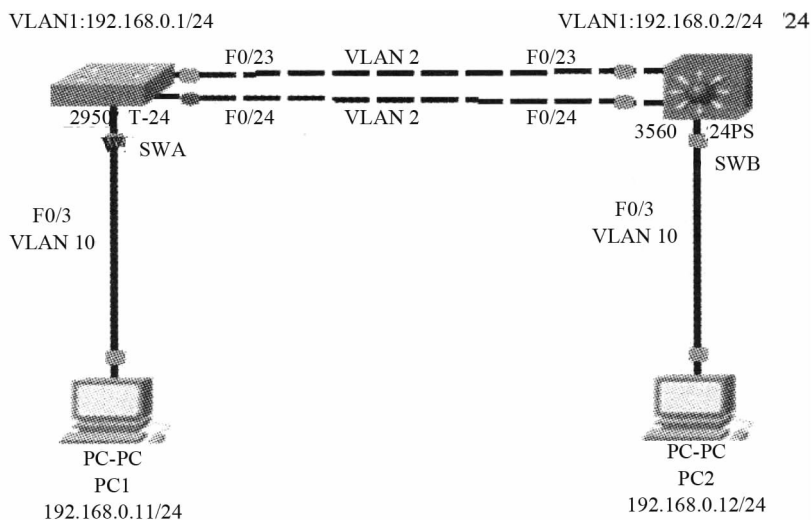 VLAN1:192.168.0.1/24
VLAN1:192.168.0.2/24 /24
F0/23 VLAN 2 F0/23
F0/24 VLAN 2 F0/24
2950 T-24
SWA
3560 24PS
SWB
F0/3
VLAN 10
F0/3
VLAN 10
PC-PC
PC1
192.168.0.11/24
PC-PC
PC2
192.168.0.12/24